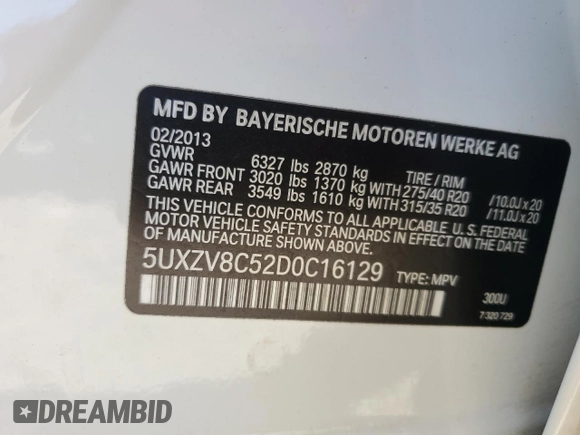 MFD BY BAYERISCHE MOTOREN WERKE AG
02/2013
GVWR 6327 lbs 2870 kg TIRE / RIM
GAWR FRONT 3020 lbs 1370 kg WITH 275/40 R20 /10.0J x 20
GAWR REAR 3549 lbs 1610 kg WITH 315/35 R20 /11.0J x 20
THIS VEHICLE CONFORMS TO ALL APPLICABLE U. S. FEDERAL
MOTOR VEHICLE SAFETY STANDARDS IN EFFECT ON THE
DATE OF MANUFACTURE SHOWN ABOVE.
5UXZV8C52D0C16129 TYPE: MPV
300U
7 320 729
DREAMBID